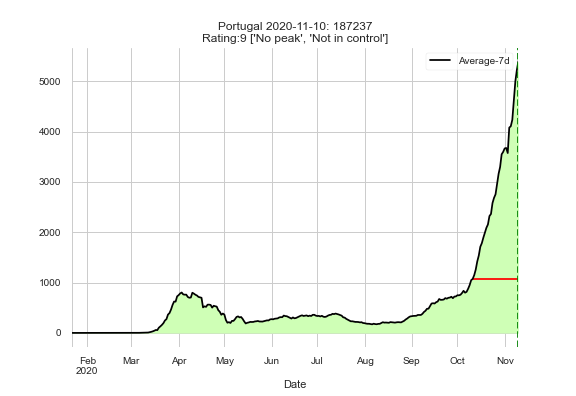 Portugal 2020-11-10: 187237
Rating:9 ['No peak', 'Not in control']
Average-7d
5000
4000
3000
2000
1000
0
Feb Mar Apr May Jun Jul Aug Sep Oct Nov
2020
Date